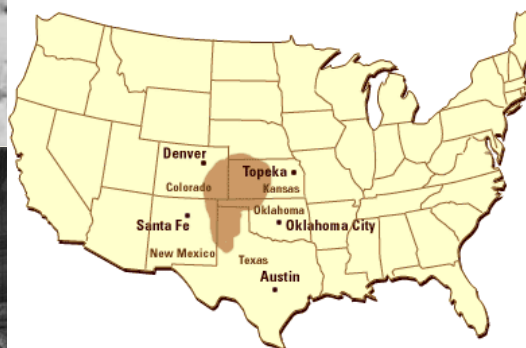 Denver
Topeka
Colorado
Kansas
Oklahoma
Santa Fe
Oklahoma City
New Mexico
Texas
Austin